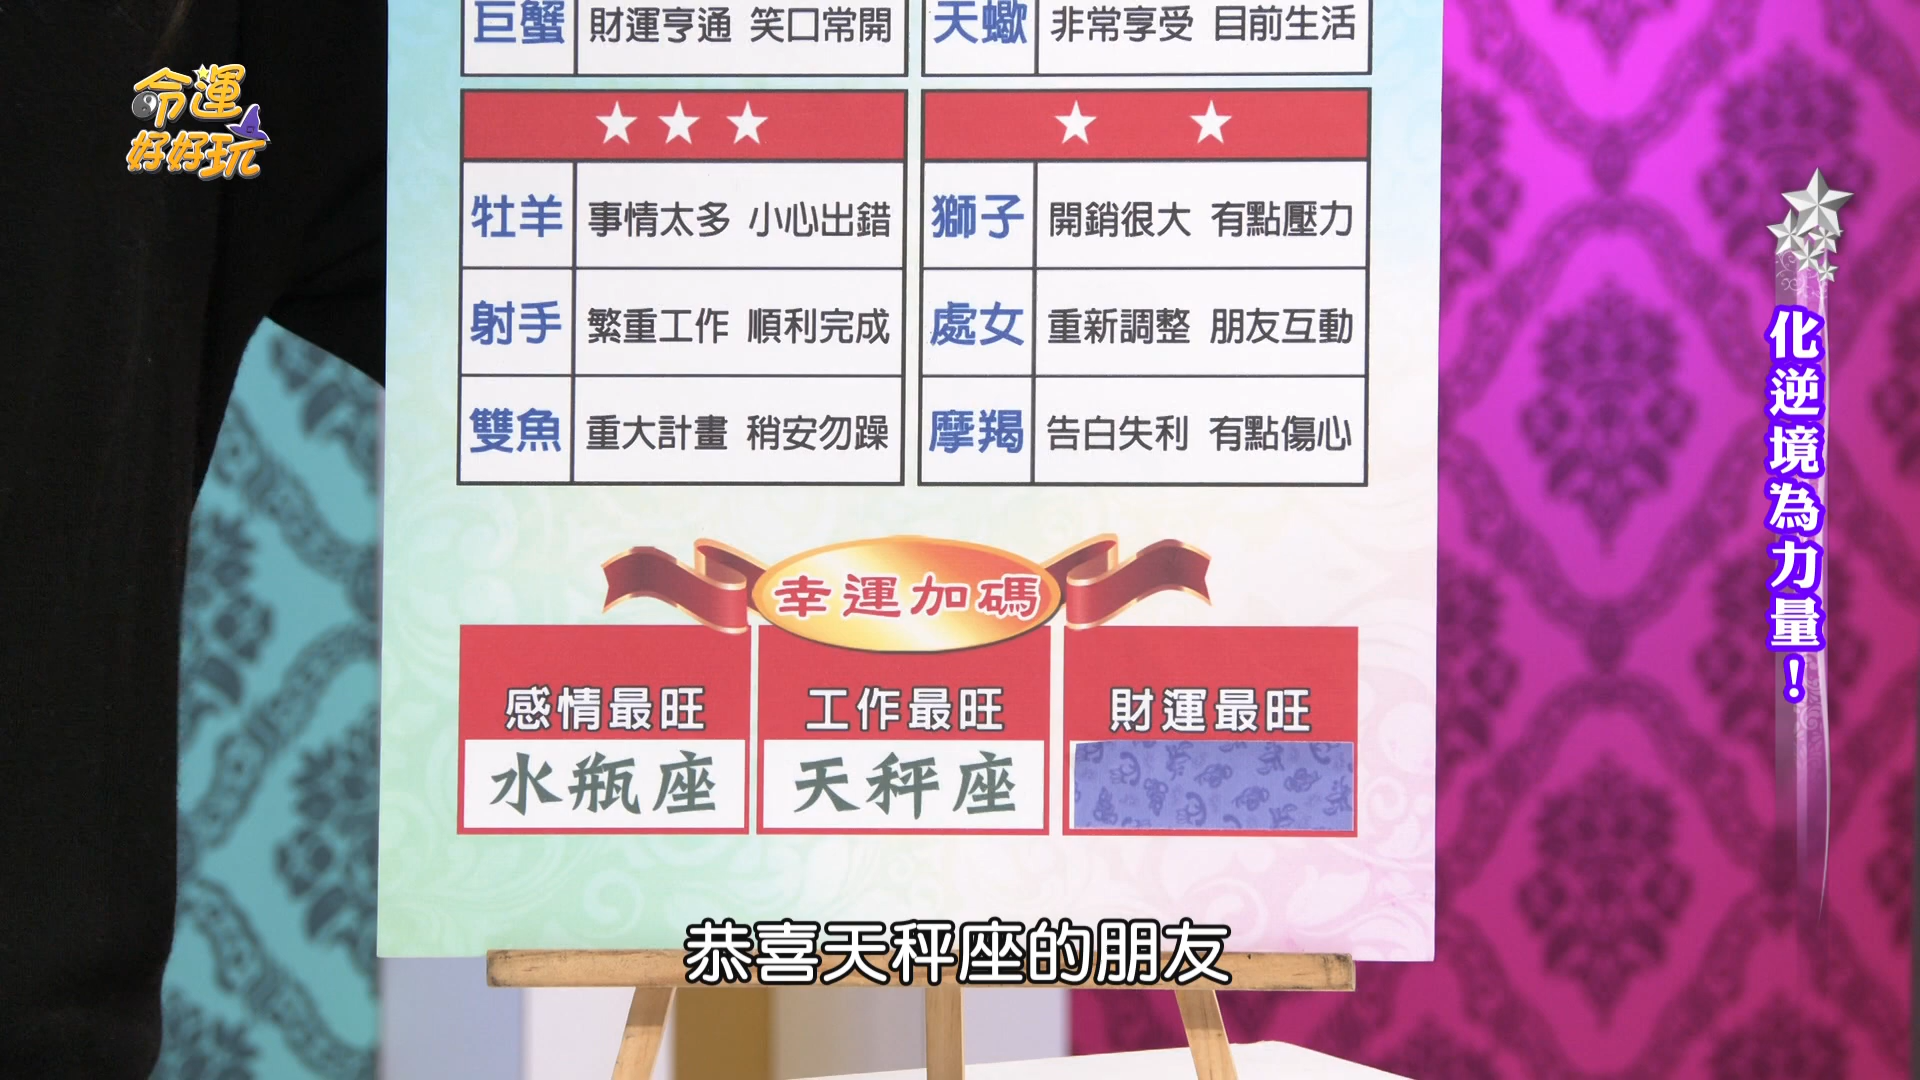 命運
好好玩
巨蟹 財運亨通 笑口常開
天蠍 非常享受 目前生活
牡羊 事情太多 小心出錯
射手 繁重工作 順利完成
雙魚 重大計畫 稍安勿躁
獅子 開銷很大 有點壓力
處女 重新調整 朋友互動
摩羯 告白失利 有點傷心
幸運加碼
感情最旺
水瓶座
工作最旺
天秤座
財運最旺
化逆境為力量！
恭喜天秤座的朋友